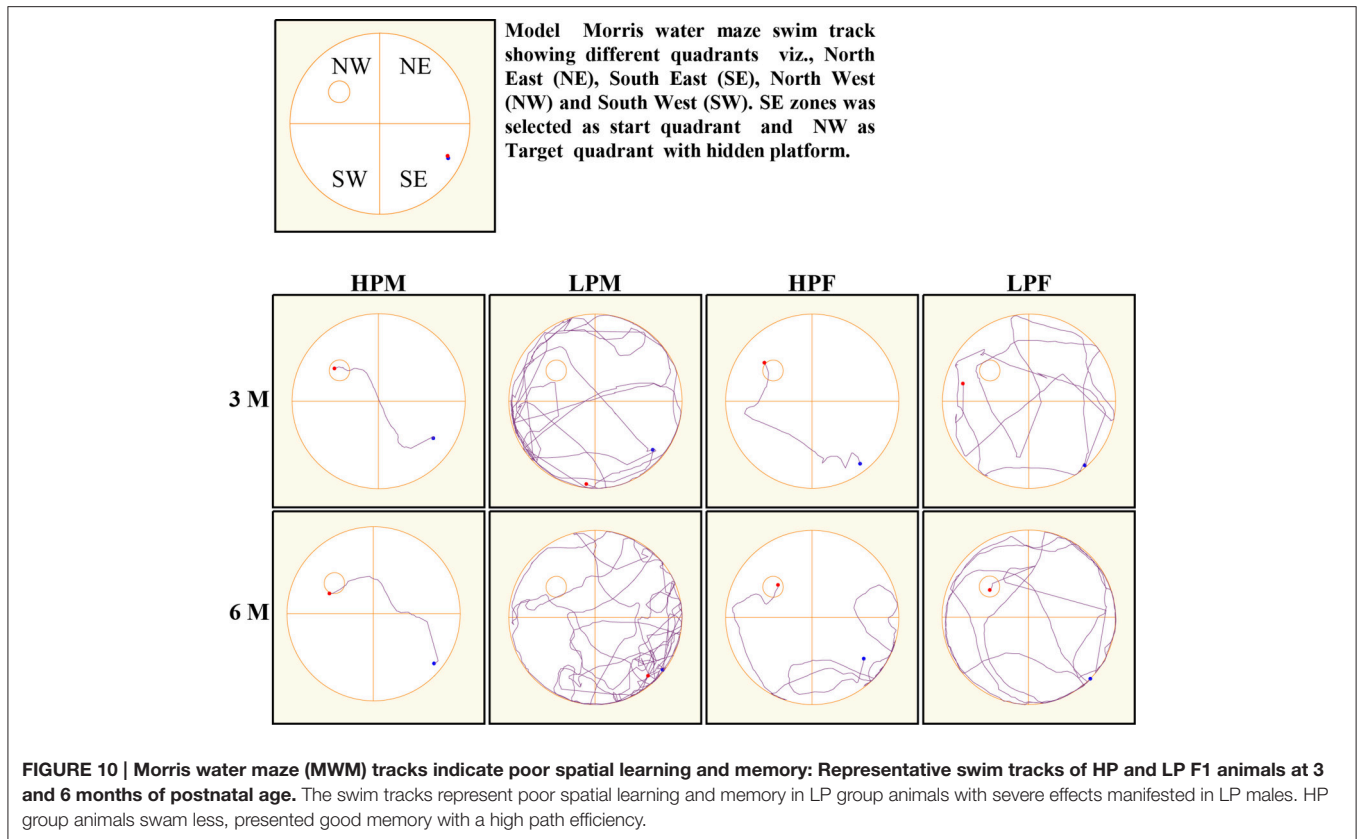 NW NE
SW SE
Model Morris water maze swim track
showing different quadrants viz., North
East (NE), South East (SE), North West
(NW) and South West (SW). SE zones was
selected as start quadrant and NW as
Target quadrant with hidden platform.
HPM LPM HPF LPF
3 M
6 M
FIGURE 10 | Morris water maze (MWM) tracks indicate poor spatial learning and memory: Representative swim tracks of HP and LP F1 animals at 3
and 6 months of postnatal age. The swim tracks represent poor spatial learning and memory in LP group animals with severe effects manifested in LP males. HP
group animals swam less, presented good memory with a high path efficiency.